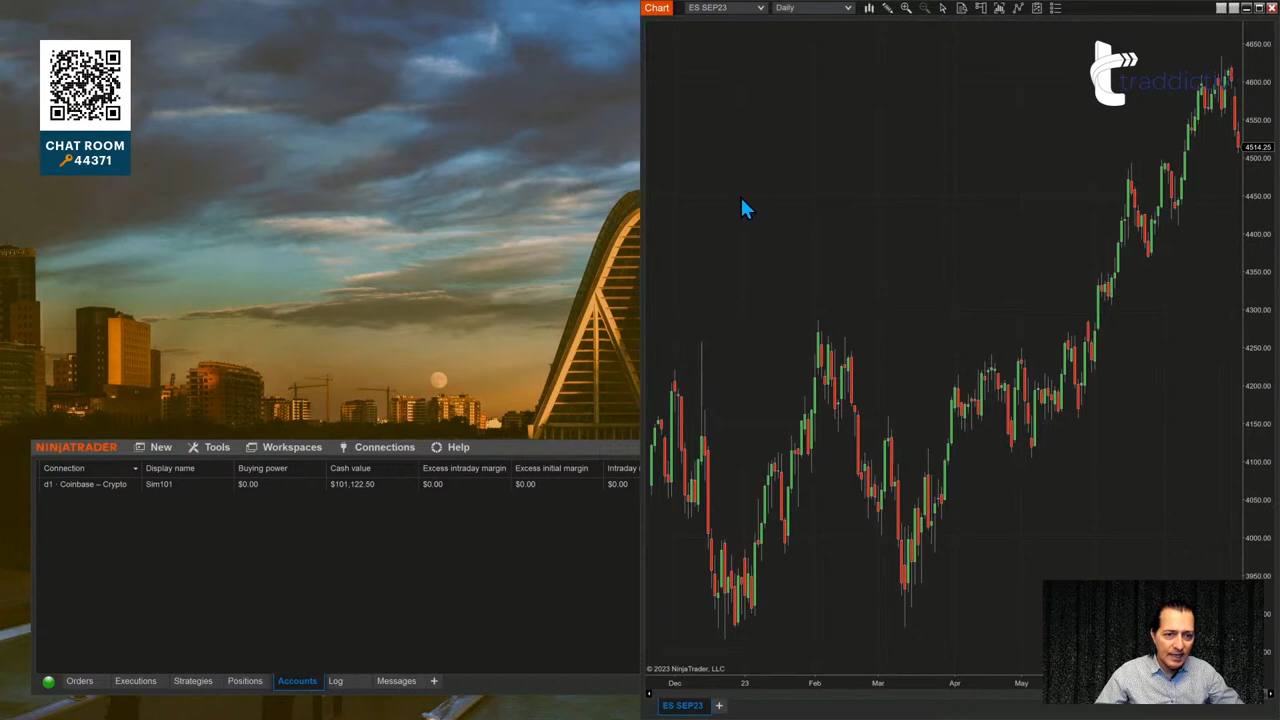 CHAT ROOM
44371
Chart ES SEP23 Daily
traddictiv
4650.00
4600.00
4550.00
4514.25
4500.00
4450.00
4400.00
4350.00
4300.00
4250.00
4200.00
4150.00
4100.00
4050.00
4000.00
3950.00
NINJATRADER New Tools Workspaces Connections Help
Connection Display name Buying power Cash value Excess intraday margin Excess initial margin Intraday
d1 · Coinbase – Crypto Sim101 $0.00 $101,122.50 $0.00 $0.00 $0.00
© 2023 NinjaTrader, LLC
Dec 23 Feb Mar Apr May
Orders Executions Strategies Positions Accounts Log Messages +
ES SEP23 +